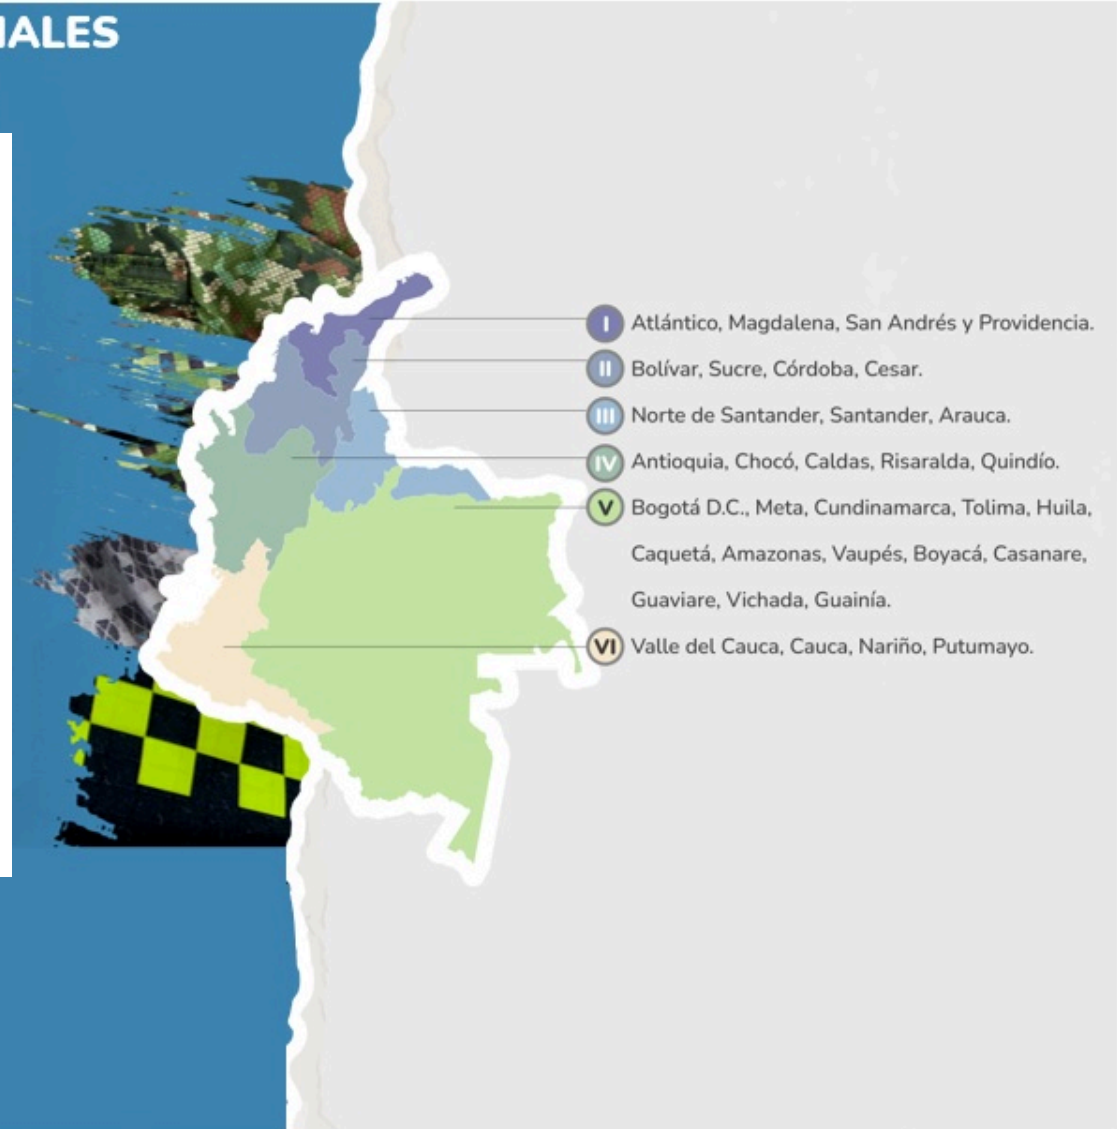 IALES
I Atlántico, Magdalena, San Andrés y Providencia.
II Bolívar, Sucre, Córdoba, Cesar.
III Norte de Santander, Santander, Arauca.
IV Antioquia, Chocó, Caldas, Risaralda, Quindío.
V Bogotá D.C., Meta, Cundinamarca, Tolima, Huila,
Caquetá, Amazonas, Vaupés, Boyacá, Casanare,
Guaviare, Vichada, Guainía.
VI Valle del Cauca, Cauca, Nariño, Putumayo.